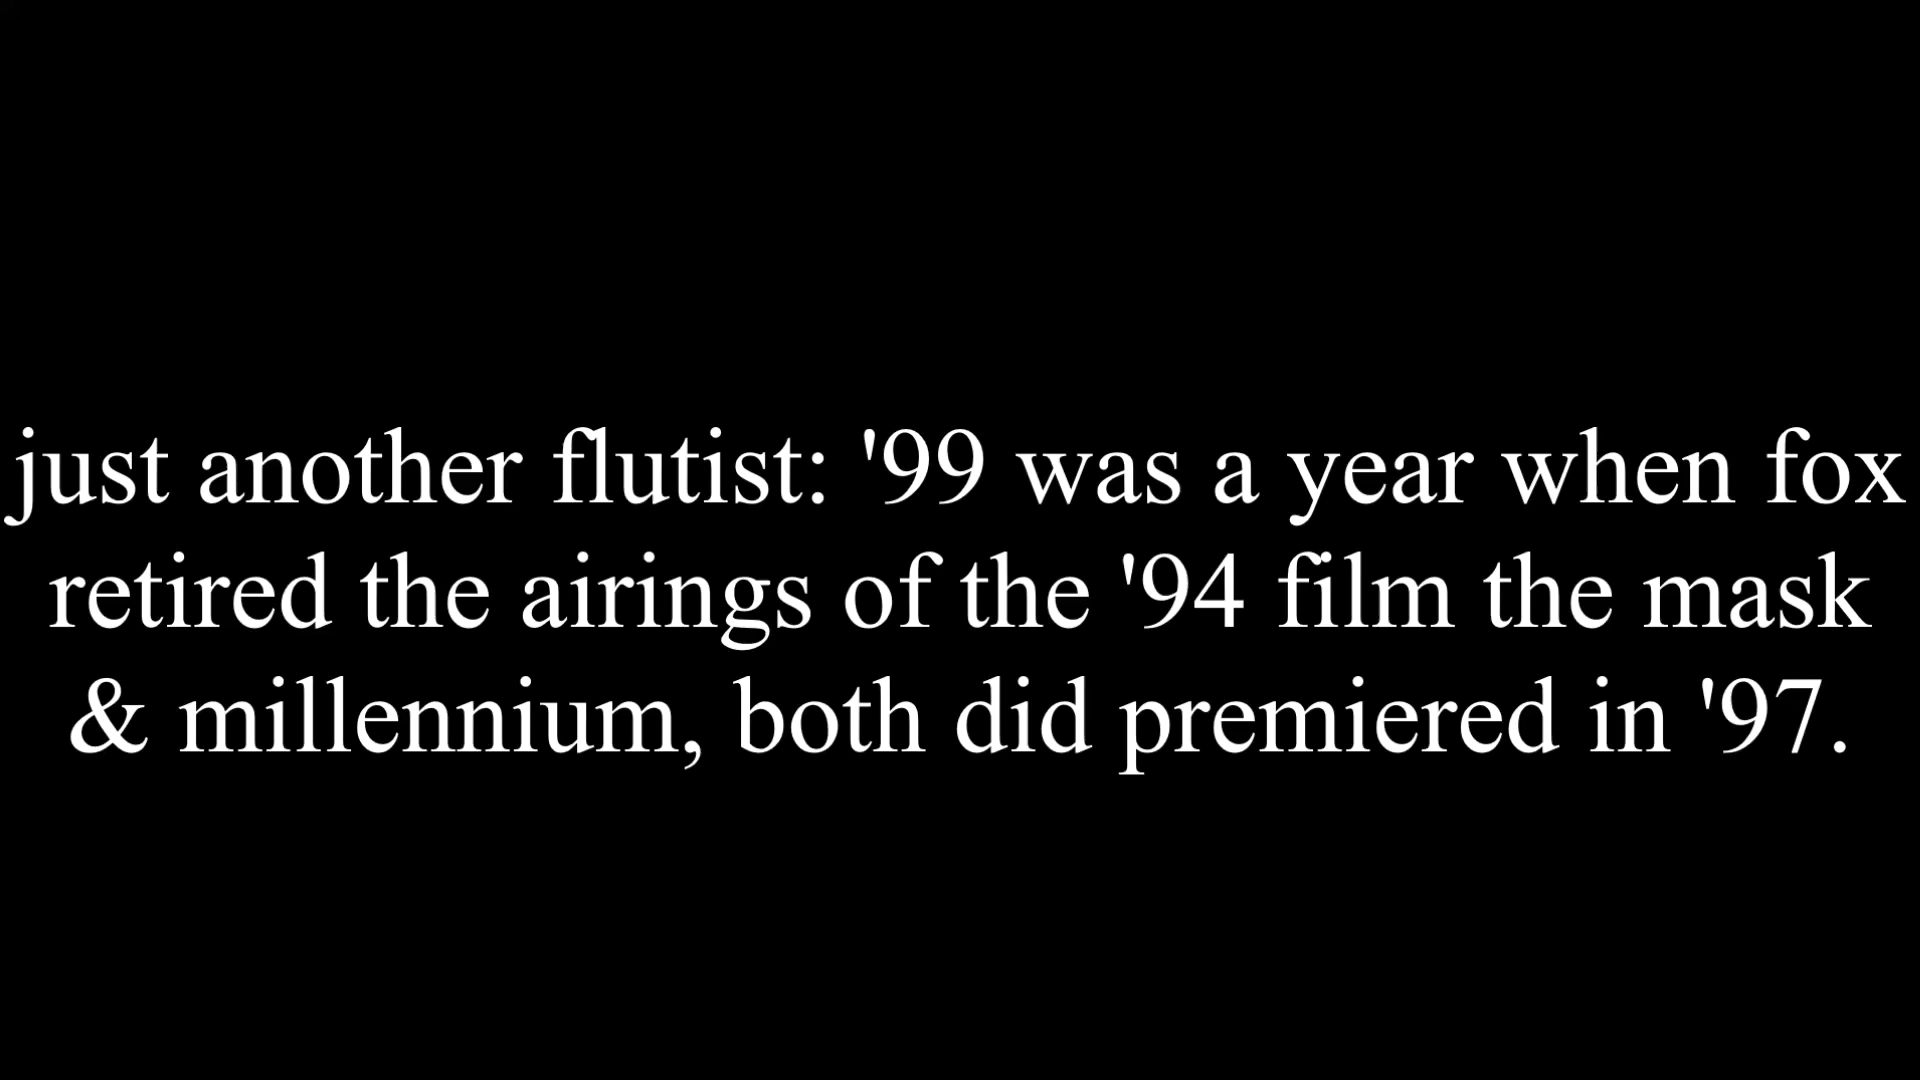 just another flutist: '99 was a year when fox
retired the airings of the '94 film the mask
& millennium, both did premiered in '97.